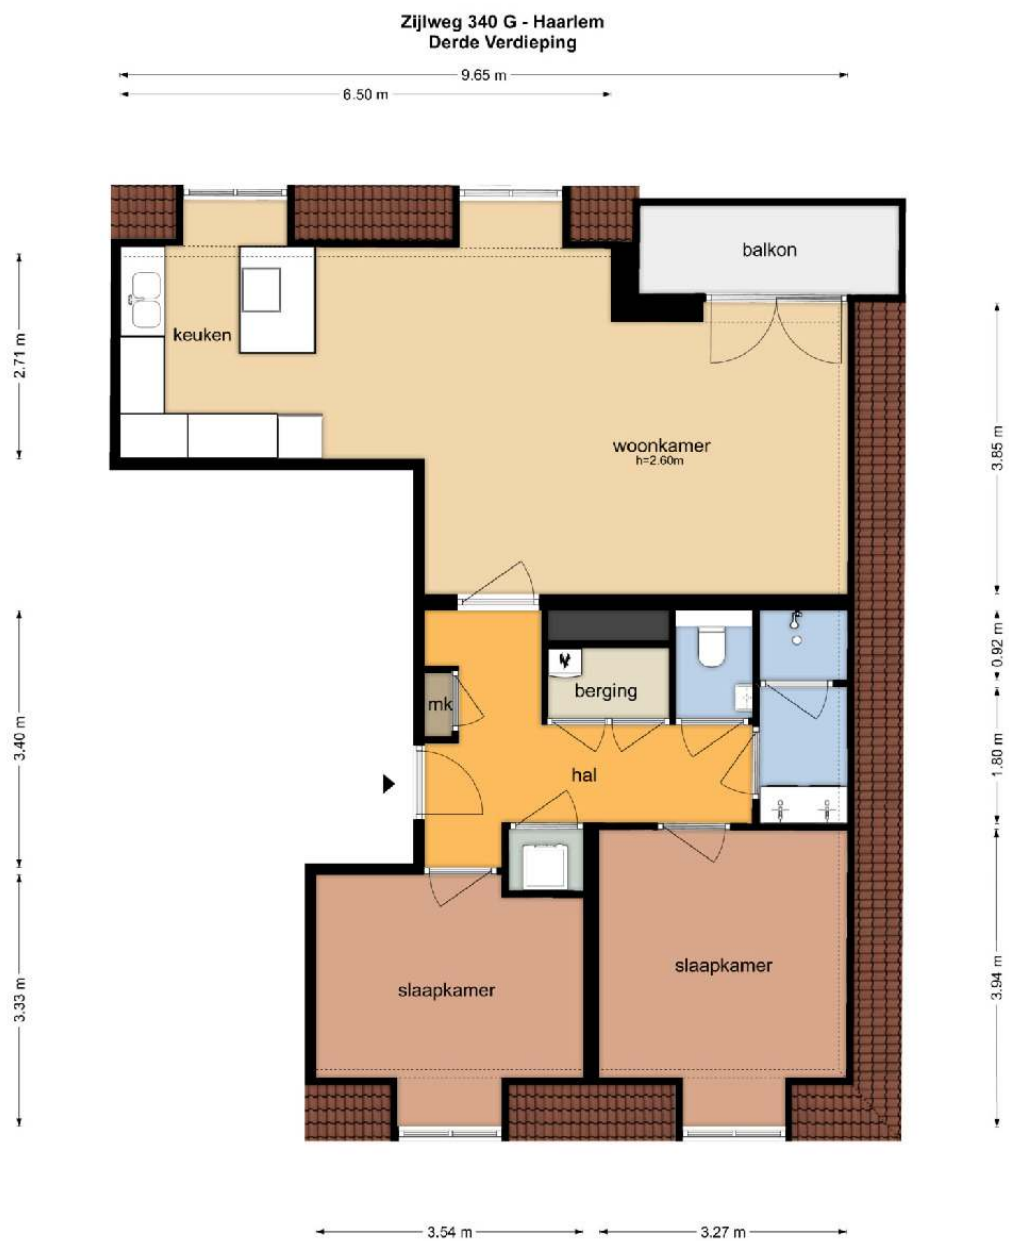 Zijlweg 340 G - Haarlem
Derde Verdieping
9.65 m
6.50 m
balkon
keuken
2.71 m
woonkamer
h=2.60m
3.85 m
0.92 m
berging
mk
3.40 m
hal
1.80 m
slaapkamer
slaapkamer
3.94 m
3.33 m
3.54 m
3.27 m